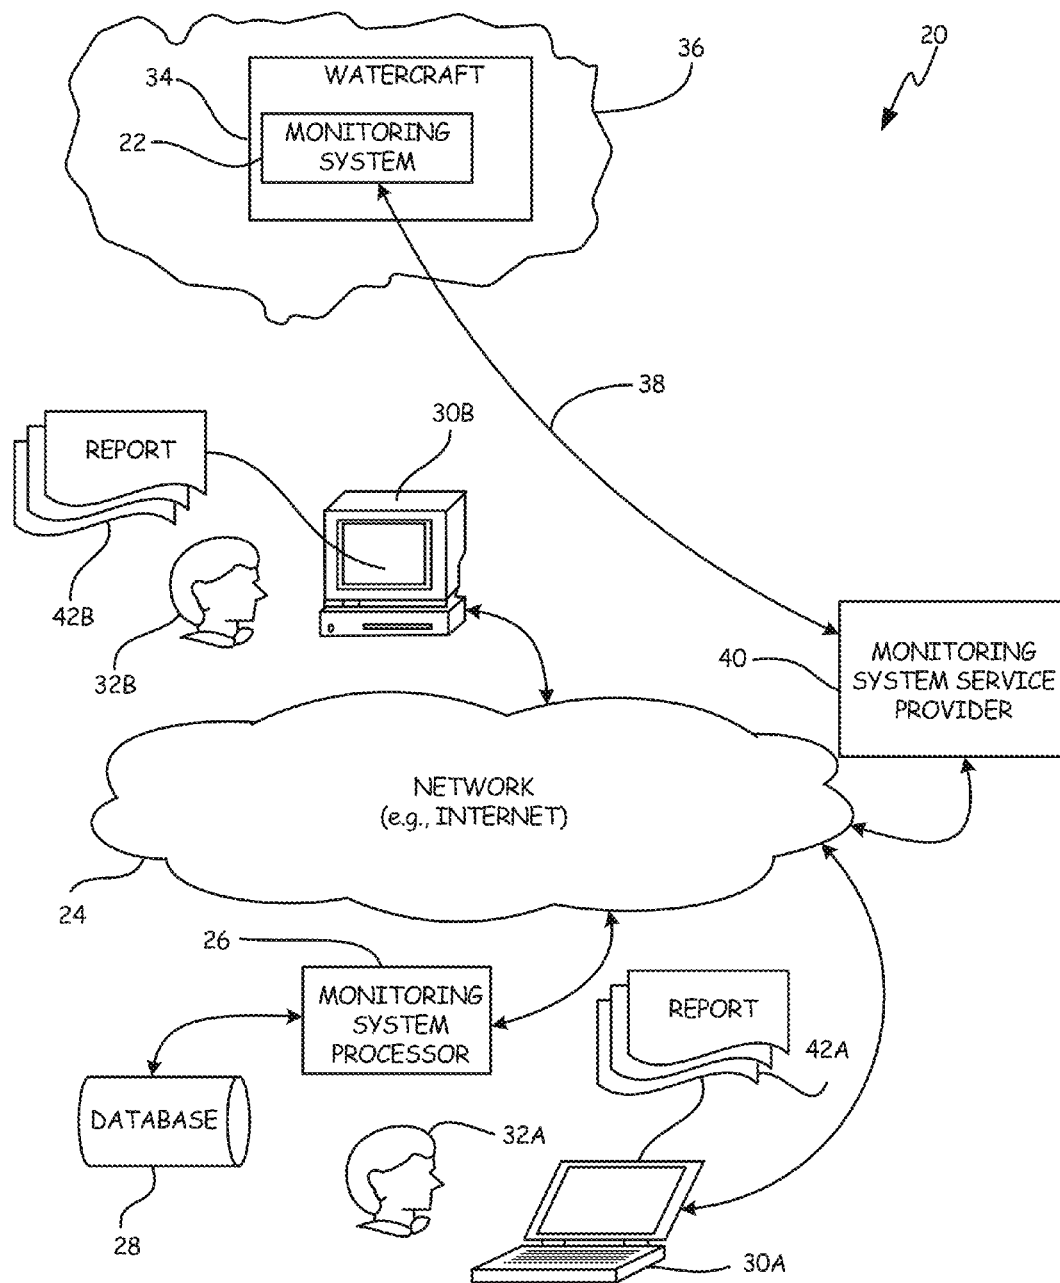 20
36
WATERCRAFT
34
MONITORING
SYSTEM
22
38
30B
REPORT
42B
32B
40
MONITORING
SYSTEM SERVICE
PROVIDER
NETWORK
(e.g., INTERNET)
24
26
MONITORING
SYSTEM
PROCESSOR
REPORT
42A
DATABASE
32A
28
30A